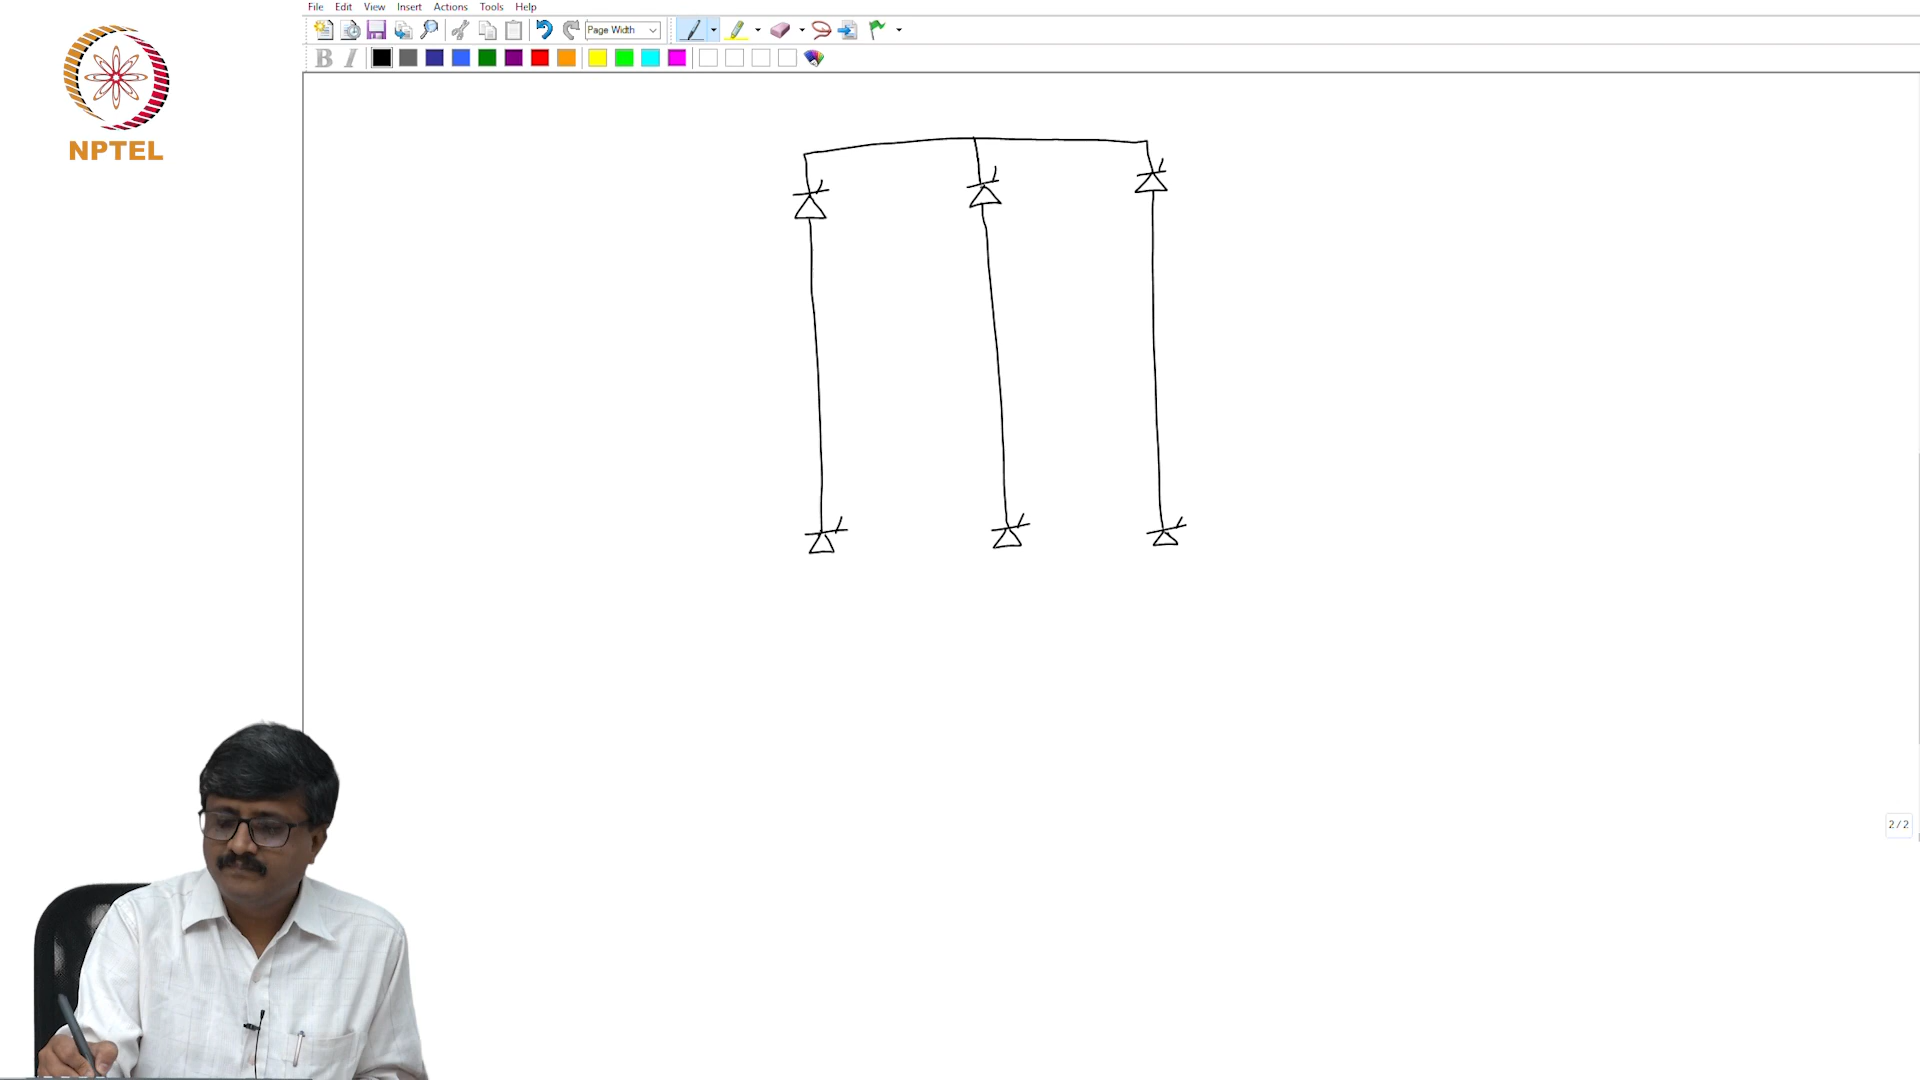 File Edit View Insert Actions Tools Help
Page Width
B I
NPTEL
2 / 2